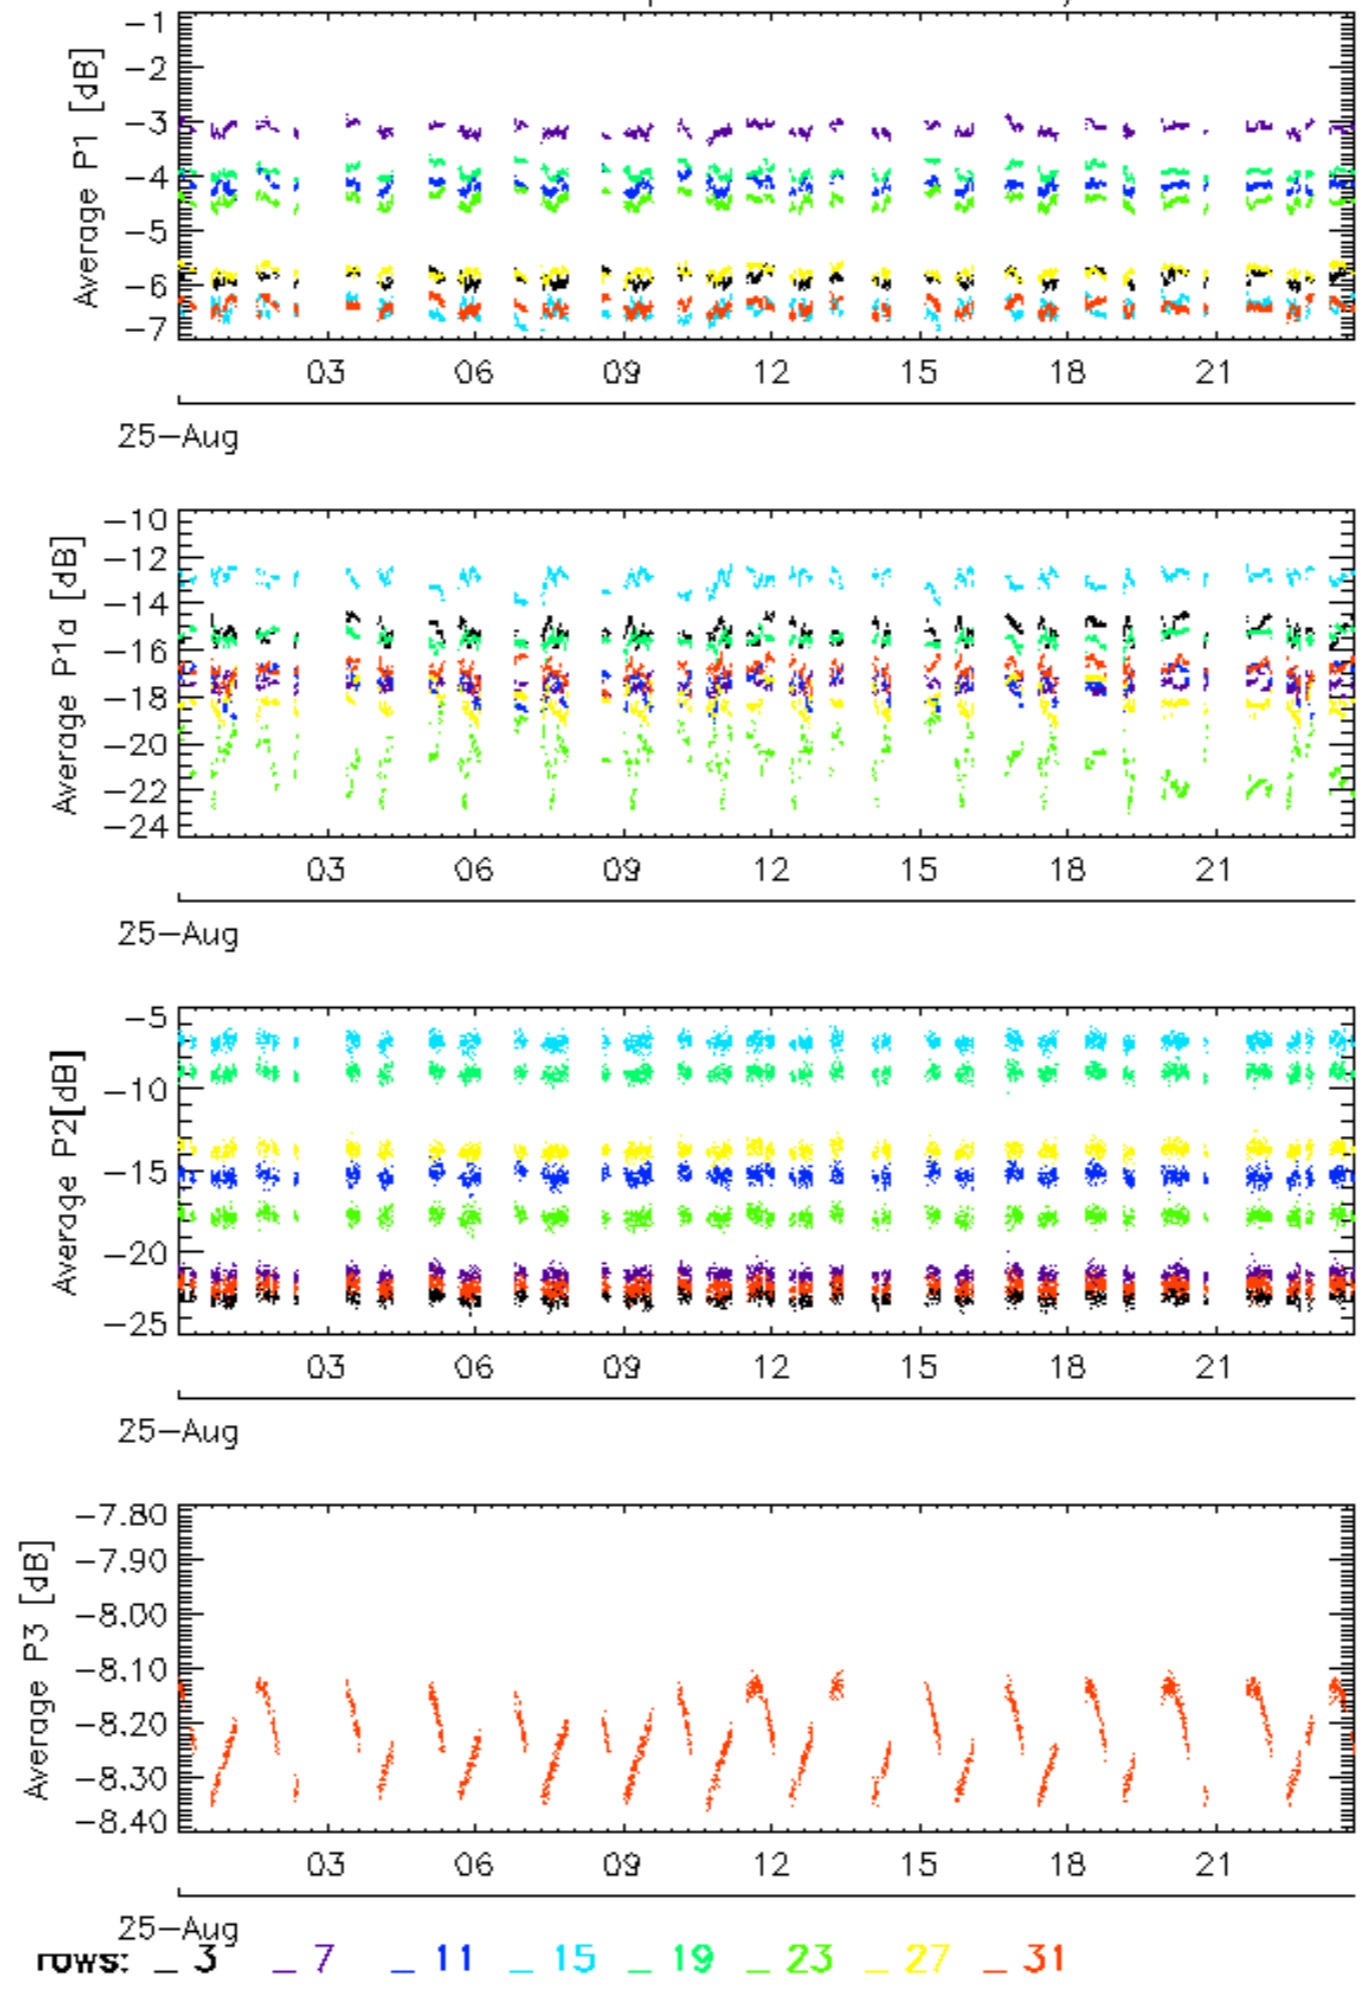 Average P1 [dB]
−1
−2
−3
−4
−5
−6
−7
03 06 09 12 15 18 21
25−Aug
Average P1a [dB]
−10
−12
−14
−16
−18
−20
−22
−24
03 06 09 12 15 18 21
25−Aug
Average P2[dB]
−5
−10
−15
−20
−25
03 06 09 12 15 18 21
25−Aug
Average P3 [dB]
−7.80
−7.90
−8.00
−8.10
−8.20
−8.30
−8.40
03 06 09 12 15 18 21
25−Aug
rows: _ 3 _ 7 _ 11 _ 15 _ 19 _ 23 _ 27 _ 31